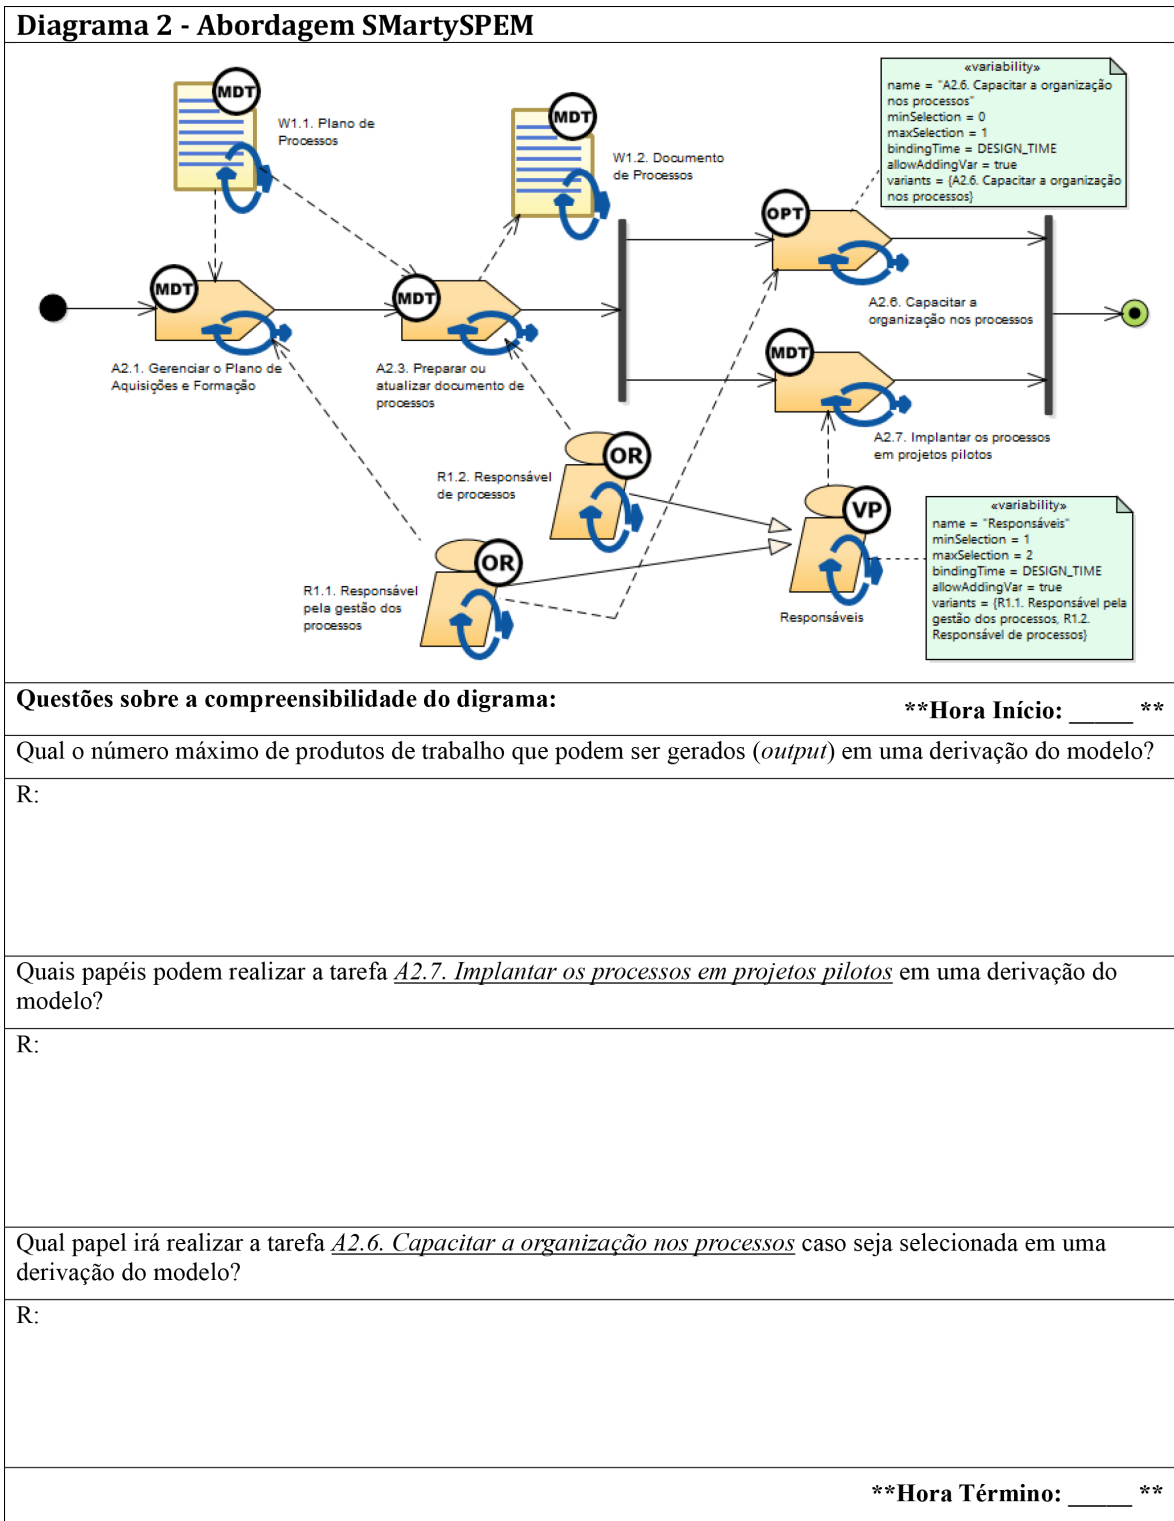 Diagrama 2 - Abordagem SMartySPEM
MDT
W1.1. Plano de
Processos
MDT
W1.2. Documento
de Processos
«variability»
name = "A2.6. Capacitar a organização
nos processos"
minSelection = 0
maxSelection = 1
bindingTime = DESIGN_TIME
allowAddingVar = true
variants = {A2.6. Capacitar a organização
nos processos}
OPT
A2.6. Capacitar a
organização nos processos
MDT
A2.1. Gerenciar o Plano de
Aquisições e Formação
MDT
A2.3. Preparar ou
atualizar documento de
processos
MDT
A2.7. Implantar os processos
em projetos pilotos
OR
R1.2. Responsável
de processos
OR
R1.1. Responsável
pela gestão dos
processos
VP
Responsáveis
«variability»
name = "Responsáveis"
minSelection = 1
maxSelection = 2
bindingTime = DESIGN_TIME
allowAddingVar = true
variants = {R1.1. Responsável pela
gestão dos processos, R1.2.
Responsável de processos}
Questões sobre a compreensibilidade do digrama:
**Hora Início: _____ **
Qual o número máximo de produtos de trabalho que podem ser gerados (output) em uma derivação do modelo?
R:
Quais papéis podem realizar a tarefa A2.7. Implantar os processos em projetos pilotos em uma derivação do
modelo?
R:
Qual papel irá realizar a tarefa A2.6. Capacitar a organização nos processos caso seja selecionada em uma
derivação do modelo?
R:
**Hora Término: _____ **